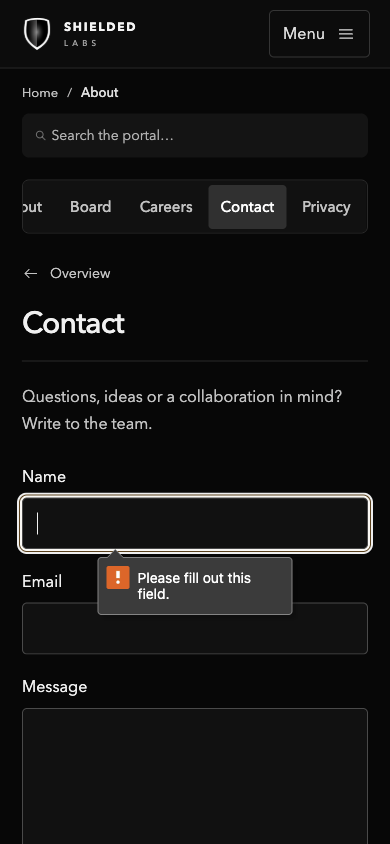 SHIELDED
LABS
Menu
Home / About
Search the portal…
out Board Careers Contact Privacy
← Overview
Contact
Questions, ideas or a collaboration in mind?
Write to the team.
Name
Please fill out this
field.
Email
Message